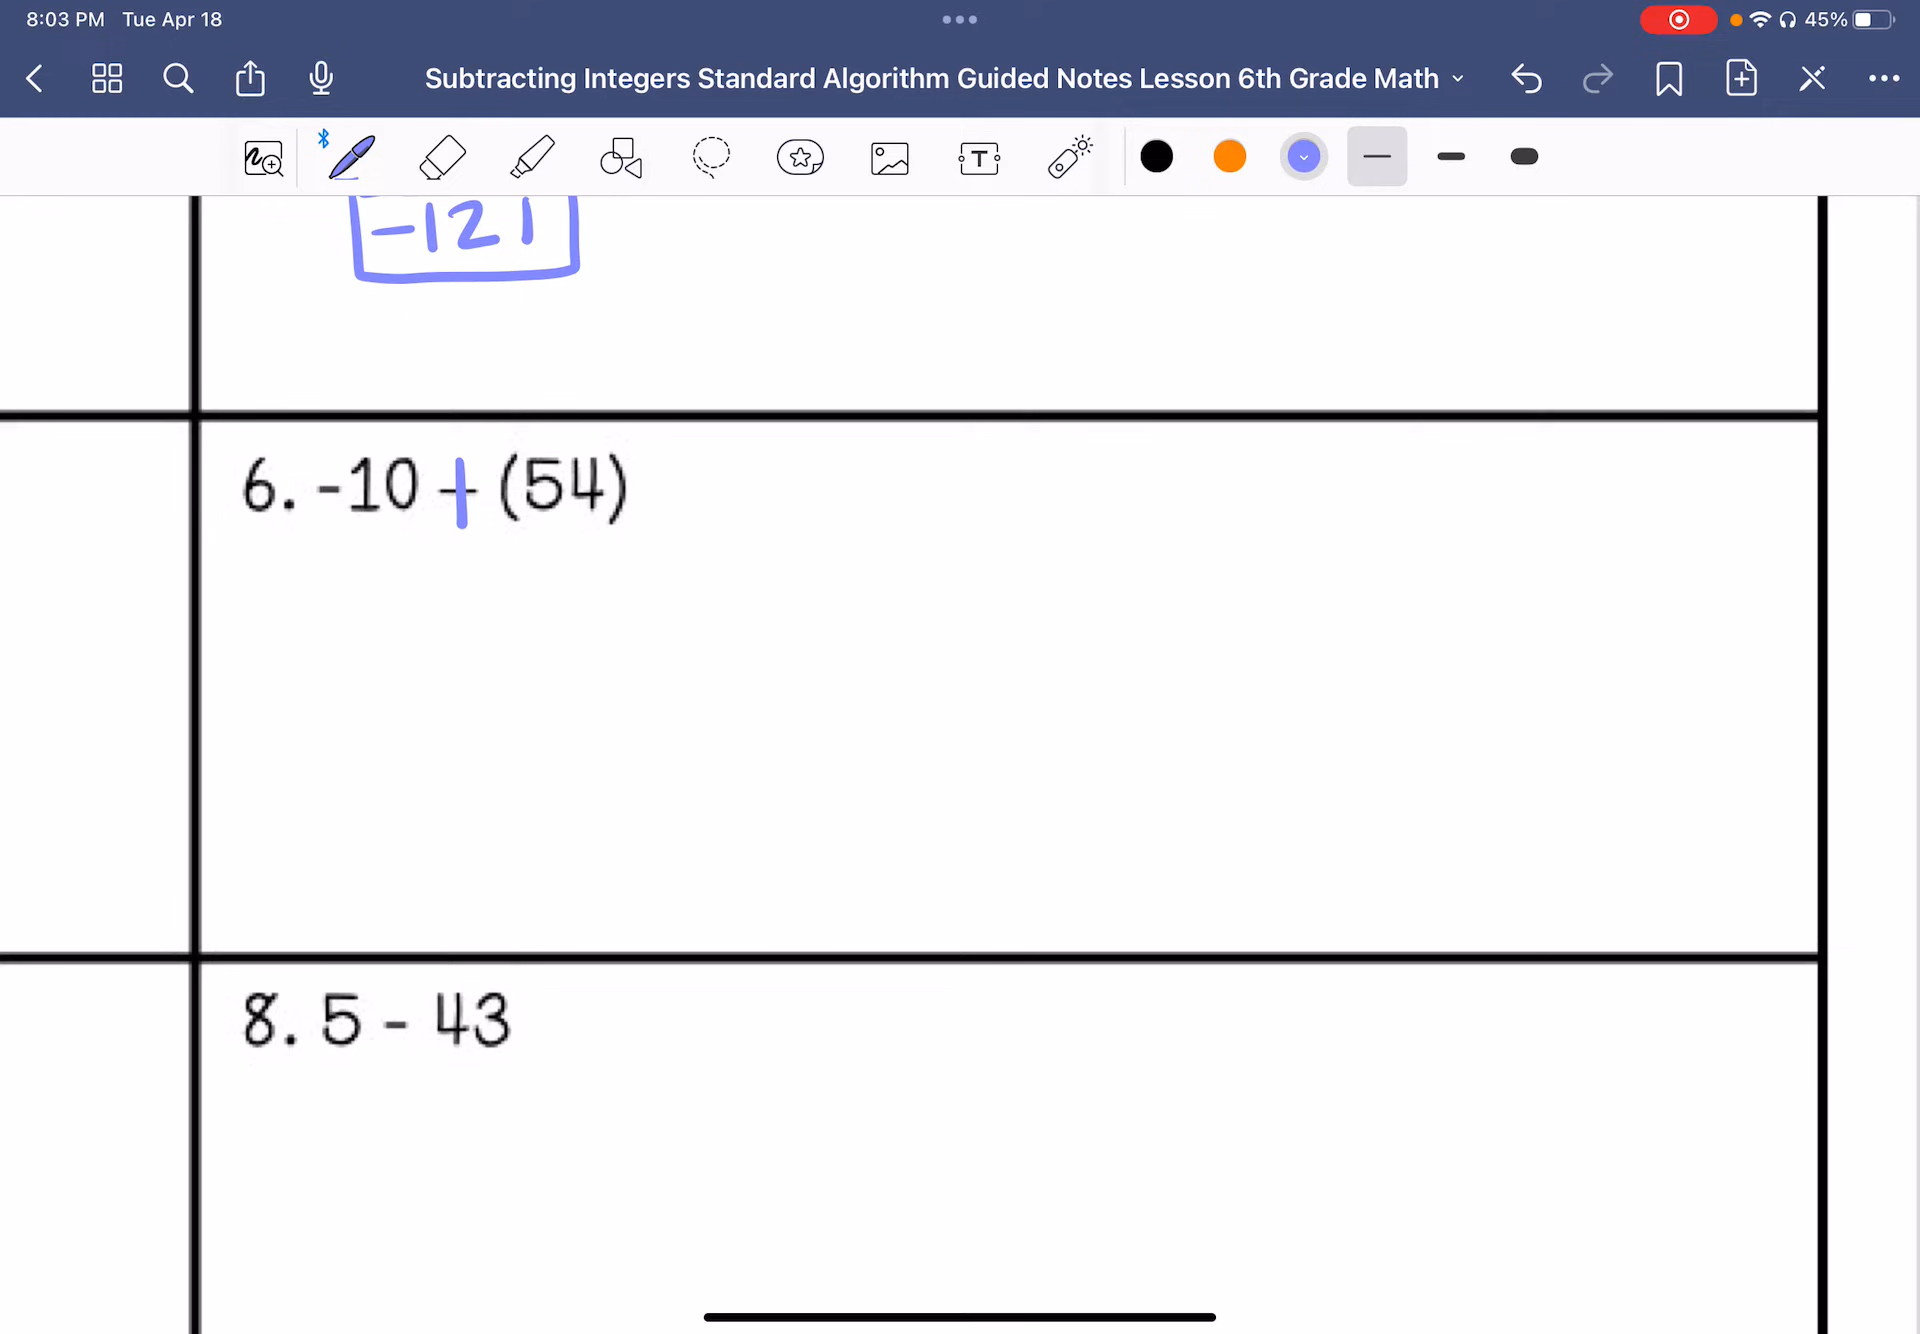 8:03 PM Tue Apr 18
45%
Subtracting Integers Standard Algorithm Guided Notes Lesson 6th Grade Math
T
-121
6. -10 + (54)
8. 5 - 43